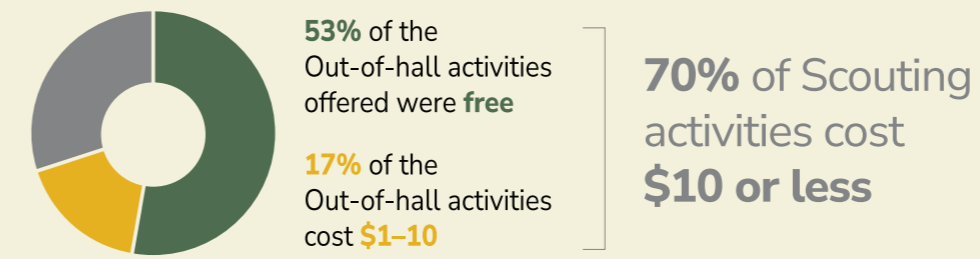 53% of the
Out-of-hall activities
offered were free
17% of the
Out-of-hall activities
cost $1–10
70% of Scouting
activities cost
$10 or less